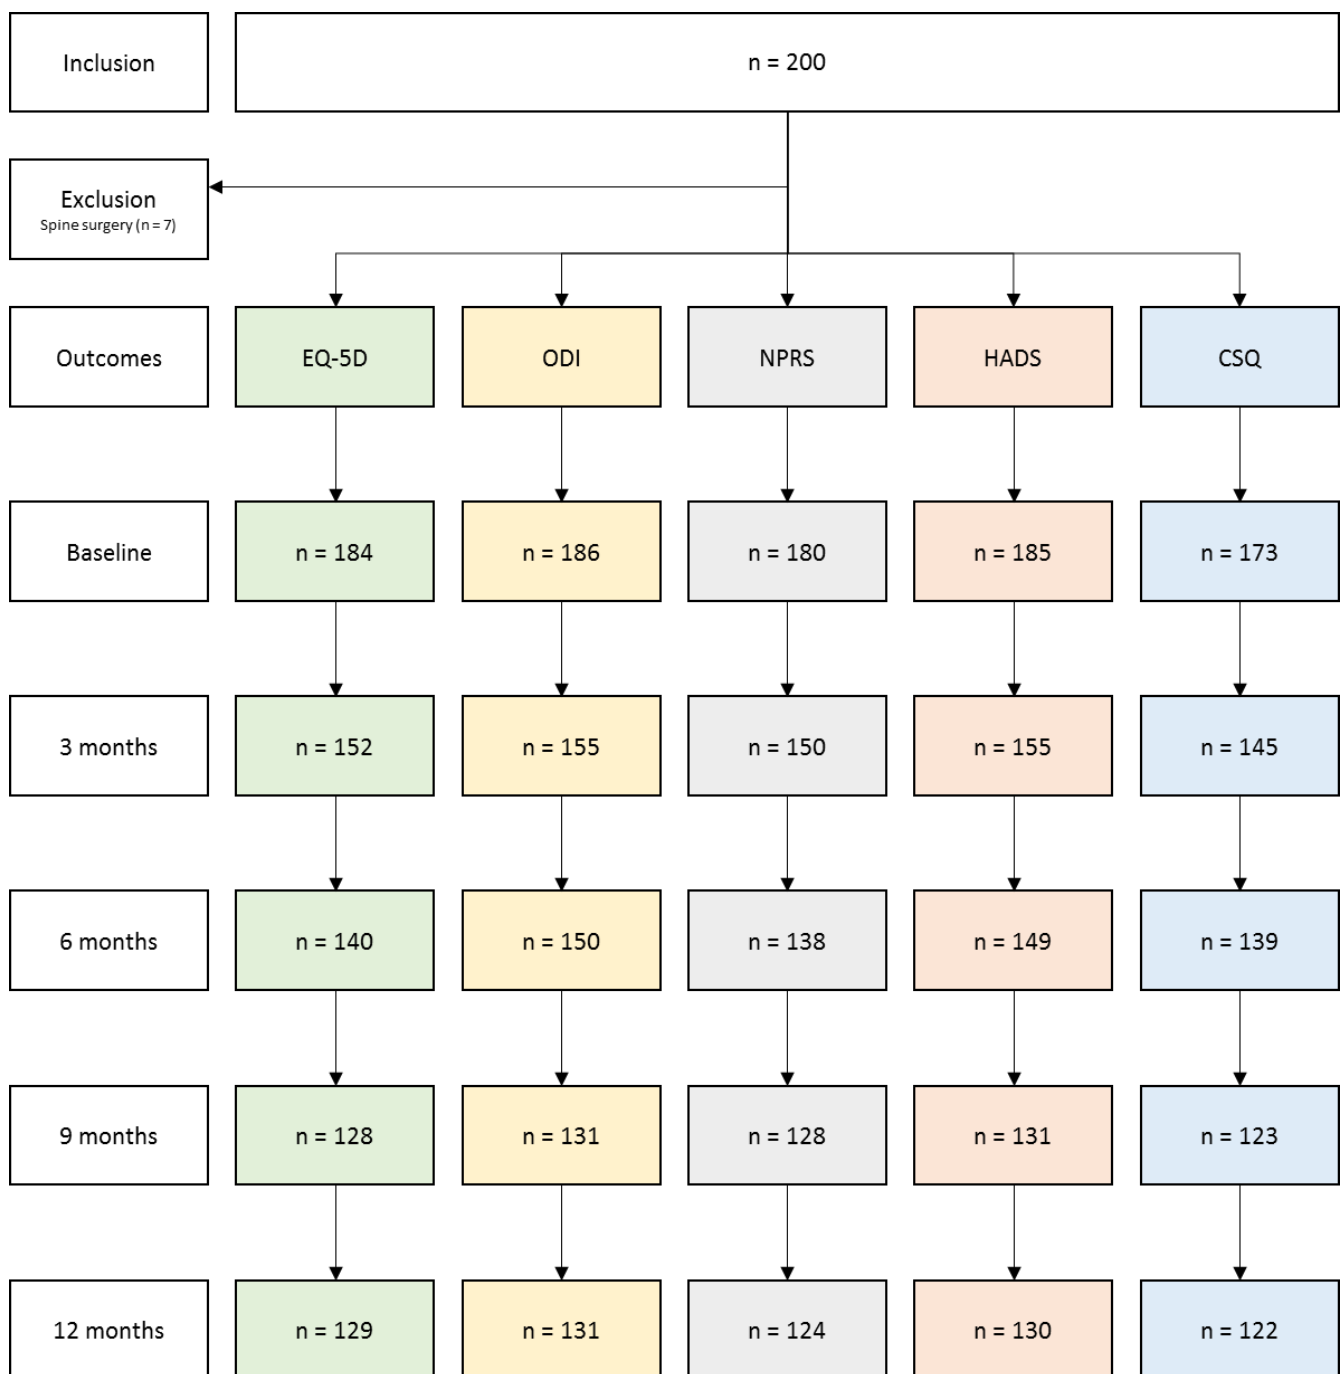 Inclusion
n = 200
Exclusion
Spine surgery (n = 7)
Outcomes
EQ-5D
ODI
NPRS
HADS
CSQ
Baseline
n = 184
n = 186
n = 180
n = 185
n = 173
3 months
n = 152
n = 155
n = 150
n = 155
n = 145
6 months
n = 140
n = 150
n = 138
n = 149
n = 139
9 months
n = 128
n = 131
n = 128
n = 131
n = 123
12 months
n = 129
n = 131
n = 124
n = 130
n = 122